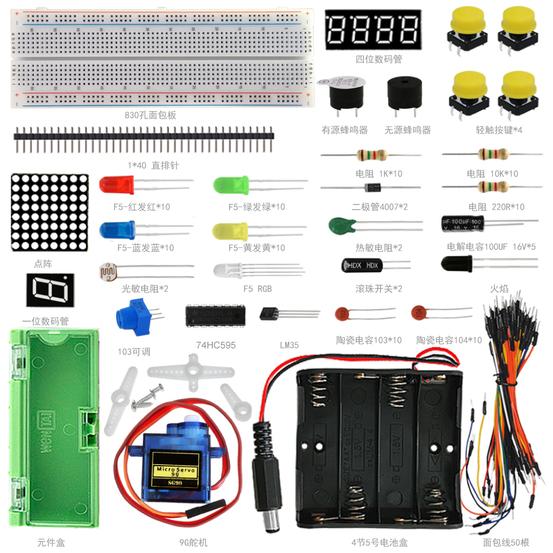 830孔面包板
四位数码管
有源蜂鸣器
无源蜂鸣器
轻触按键*4
1*40 直排针
电阻 1K*10
电阻 10K*10
F5-红发红*10
F5-绿发绿*10
二极管4007*2
电阻 220R*10
点阵
F5-蓝发蓝*10
F5-黄发黄*10
热敏电阻*2
电解电容100UF 16V*5
光敏电阻*2
F5 RGB
HDX HDX
滚珠开关*2
火焰
一位数码管
103可调
74HC595
LM35
陶瓷电容103*10
陶瓷电容104*10
Micro Servo
9g
SG90
元件盒
9G舵机
4节5号电池盒
面包线50根